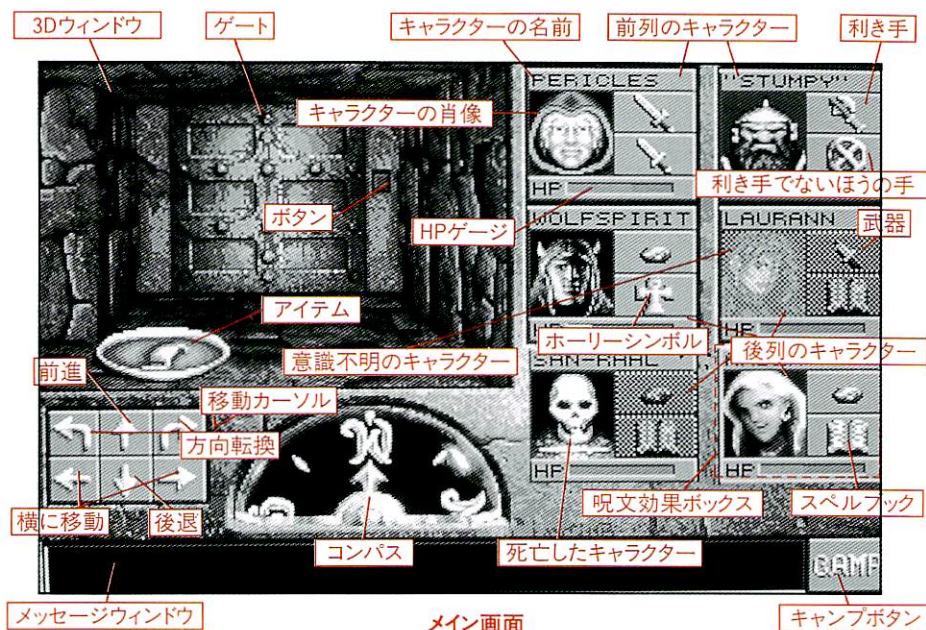 3Dウィンドウ
ゲート
キャラクターの名前
前列のキャラクター
利き手
PERICLES
"STUMPY"
キャラクターの肖像
利き手でないほうの手
HP
ボタン
HPゲージ
武器
WOLFSPIRIT
LAURANN
アイテム
意識不明のキャラクター
ホーリーシンボル
HP
HP
後列のキャラクター
SAN-RAAL
前進
移動カーソル
方向転換
HP
HP
横に移動
後退
呪文効果ボックス
スペルブック
コンパス
死亡したキャラクター
CAMP
メッセージウィンドウ
メイン画面
キャンプボタン